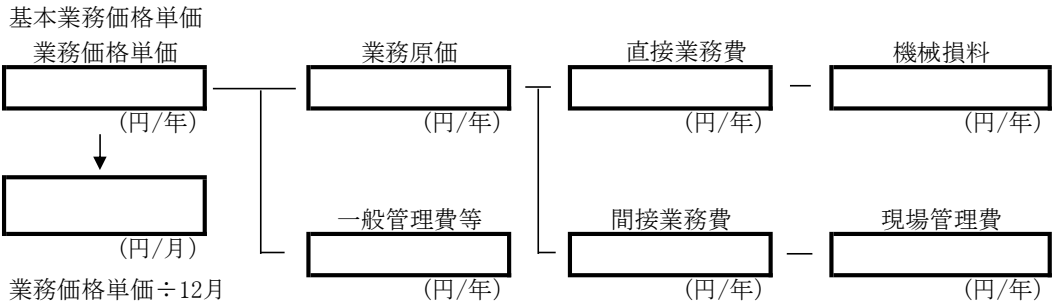 基本業務価格単価
業務価格単価 業務原価 直接業務費 機械損料
(円/年) (円/年) (円/年) (円/年)
一般管理費等 間接業務費 現場管理費
(円/月) (円/年) (円/年) (円/年)
業務価格単価÷12月